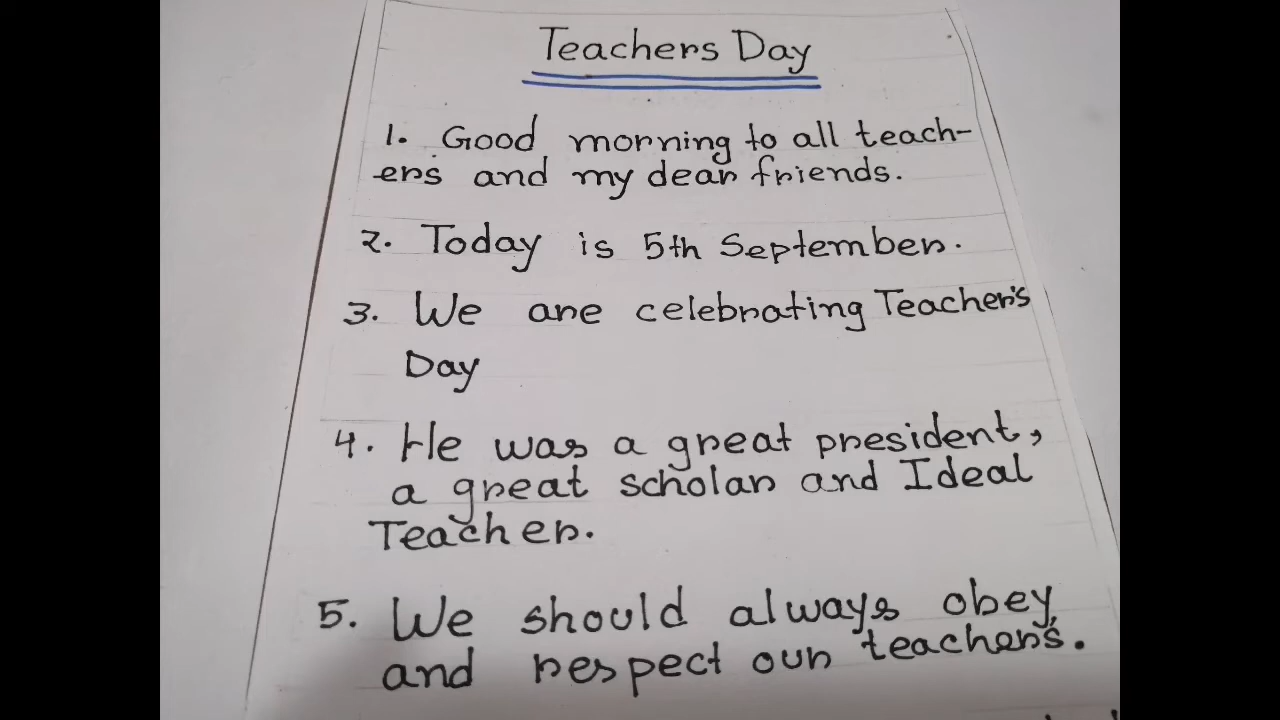 Teachers Day
1. Good morning to all teach-
ers and my dear friends.
2. Today is 5th September.
3. We are celebrating Teacher's
Day
4. He was a great president,
a great scholar and Ideal
Teacher.
5. We should always obey
and respect our teachers.